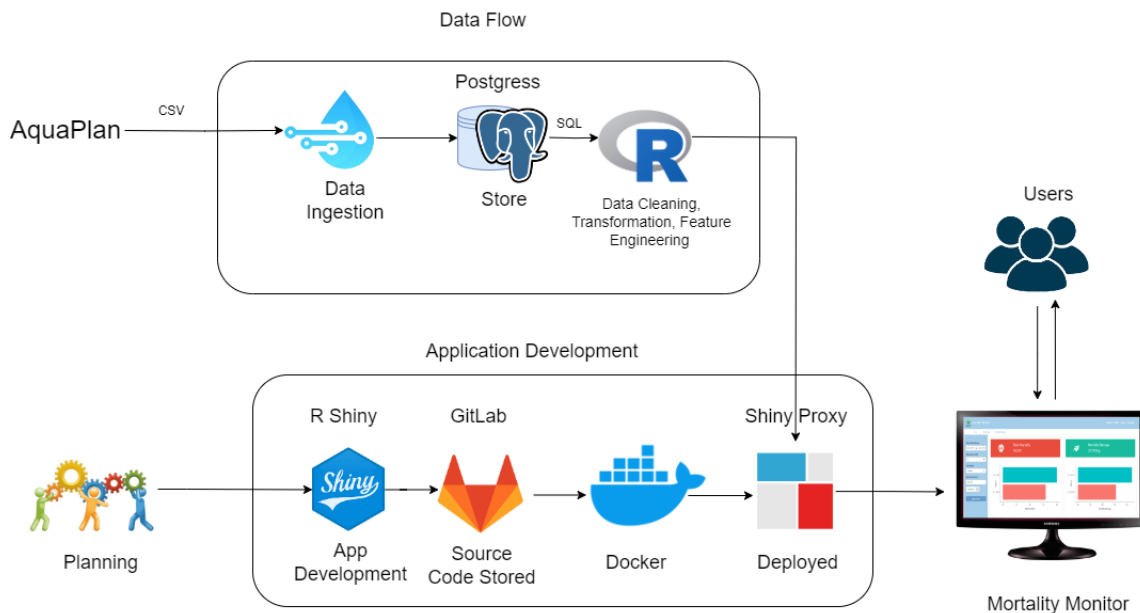 Data Flow
Postgress
CSV
AquaPlan
SQL
R
Data
Ingestion
Store
Data Cleaning,
Transformation, Feature
Engineering
Users
Application Development
R Shiny
GitLab
Shiny Proxy
Shiny
Planning
App
Development
Source
Code Stored
Docker
Deployed
SAMSUNG
Mortality Monitor